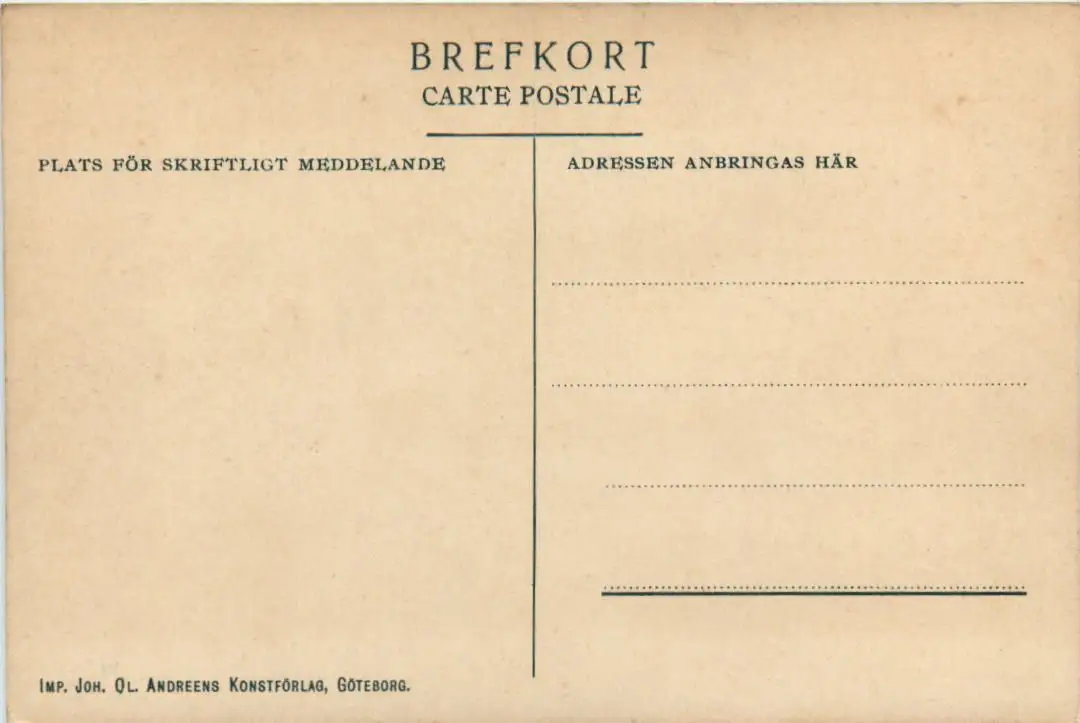 BREFKORT
CARTE POSTALE
PLATS FÖR SKRIFTLIGT MEDDELANDE
ADRESSEN ANBRINGAS HÄR
IMP. JOH. OL. ANDREENS KONSTFÖRLAG, GÖTEBORG.